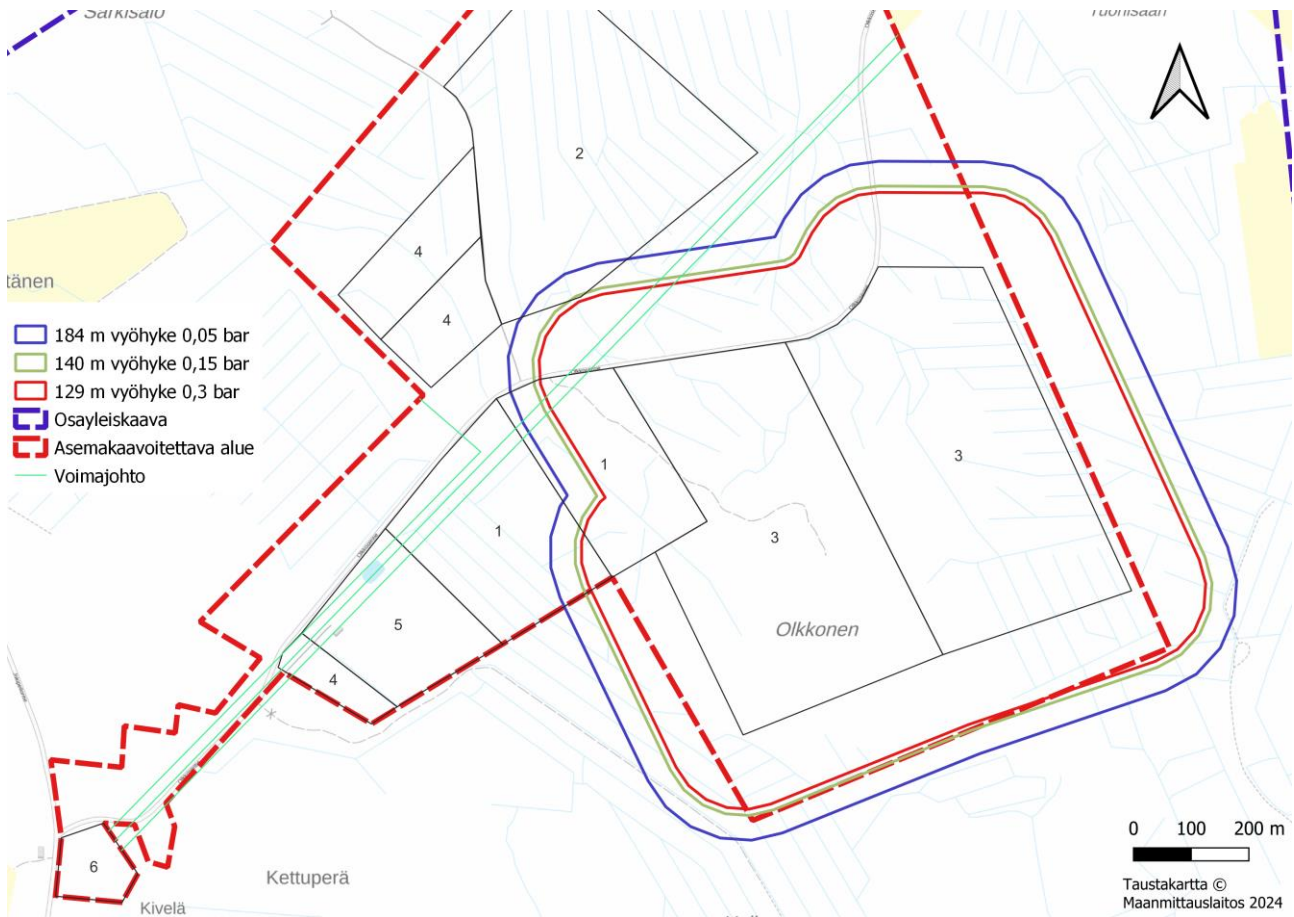 Särkisalo
2
4
4
tänen
184 m vyöhyke 0,05 bar
140 m vyöhyke 0,15 bar
129 m vyöhyke 0,3 bar
Osayleiskaava
Asemakaavoitettava alue
Voimajohto
1
3
1
3
5
Olkkonen
4
6
Kettuperä
Kivelä
0 100 200 m
Taustakartta ©
Maanmittauslaitos 2024